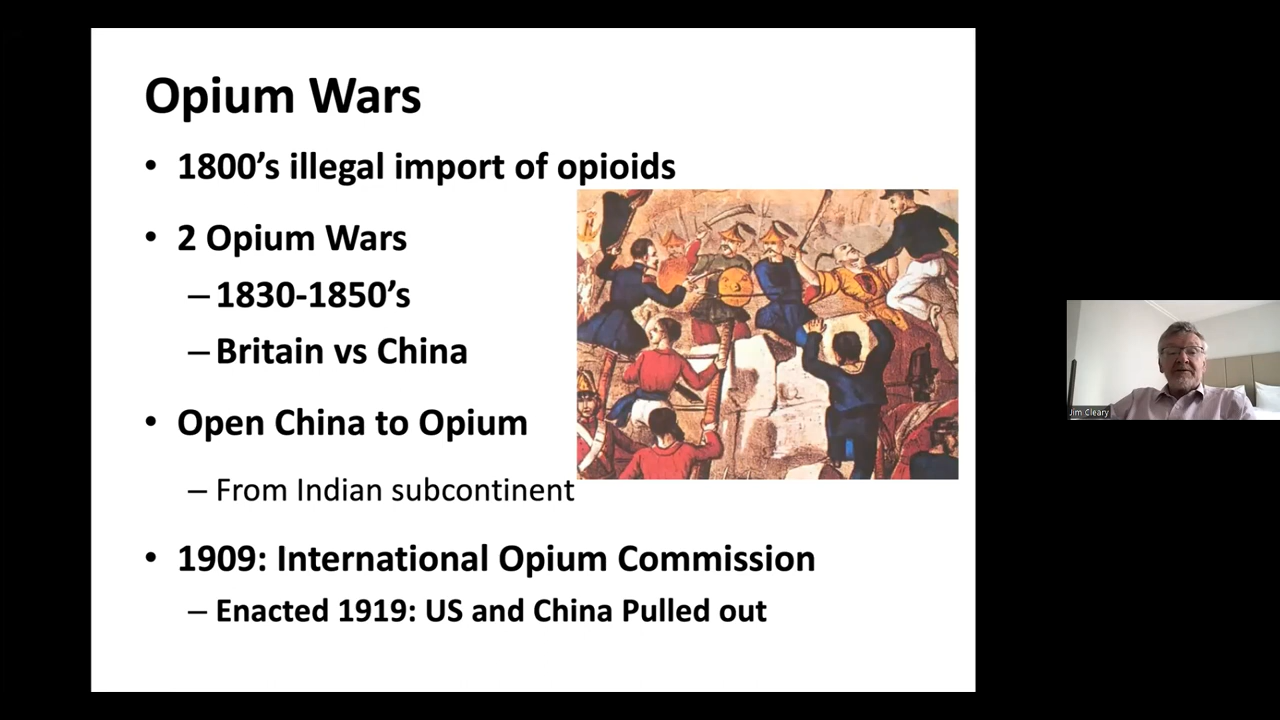 Opium Wars
• 1800’s illegal import of opioids
• 2 Opium Wars
– 1830-1850’s
– Britain vs China
• Open China to Opium
– From Indian subcontinent
• 1909: International Opium Commission
– Enacted 1919: US and China Pulled out
Jim Cleary